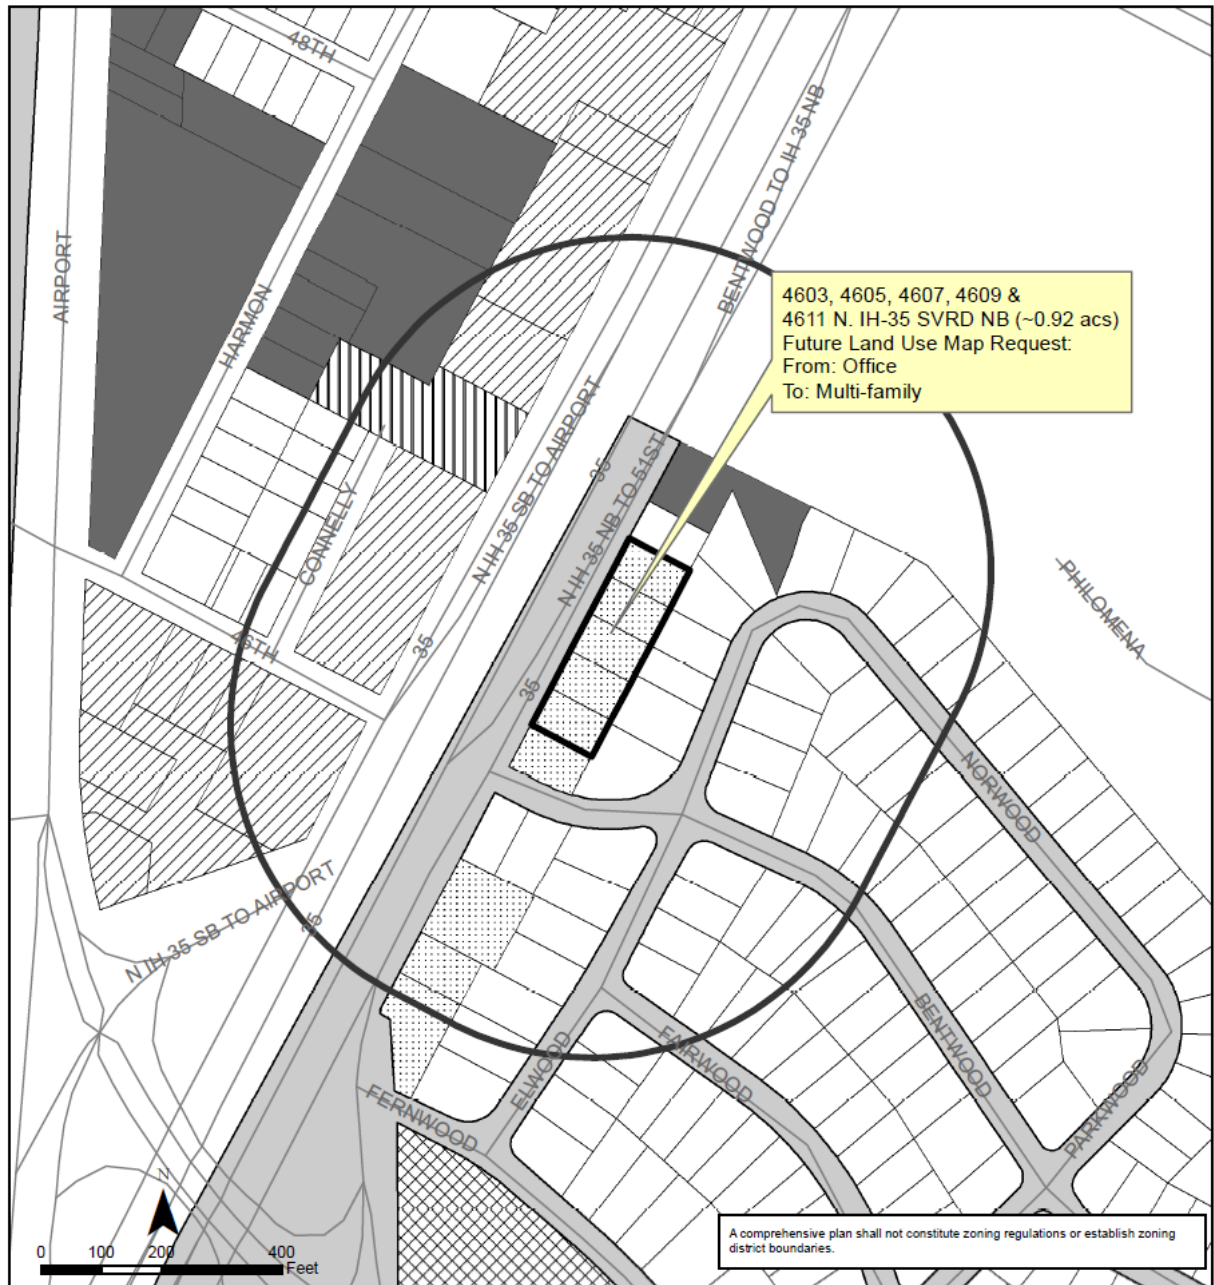 48TH
AIRPORT
HARMON
BENTWOOD TO IH 35 NB
4603, 4605, 4607, 4609 &
4611 N. IH-35 SVRD NB (~0.92 acs)
Future Land Use Map Request:
From: Office
To: Multi-family
N IH 35 SB TO AIRPORT
35
N IH 35 NB TO 51ST
CONNELLY
PHILOMENA
46TH
35
35
NORWOOD
N IH 35 SB TO AIRPORT
35
BENTWOOD
FAIRWOOD
ELWOOD
PARKWOOD
FERNWOOD
N
0 100 200 400
Feet
A comprehensive plan shall not constitute zoning regulations or establish zoning
district boundaries.